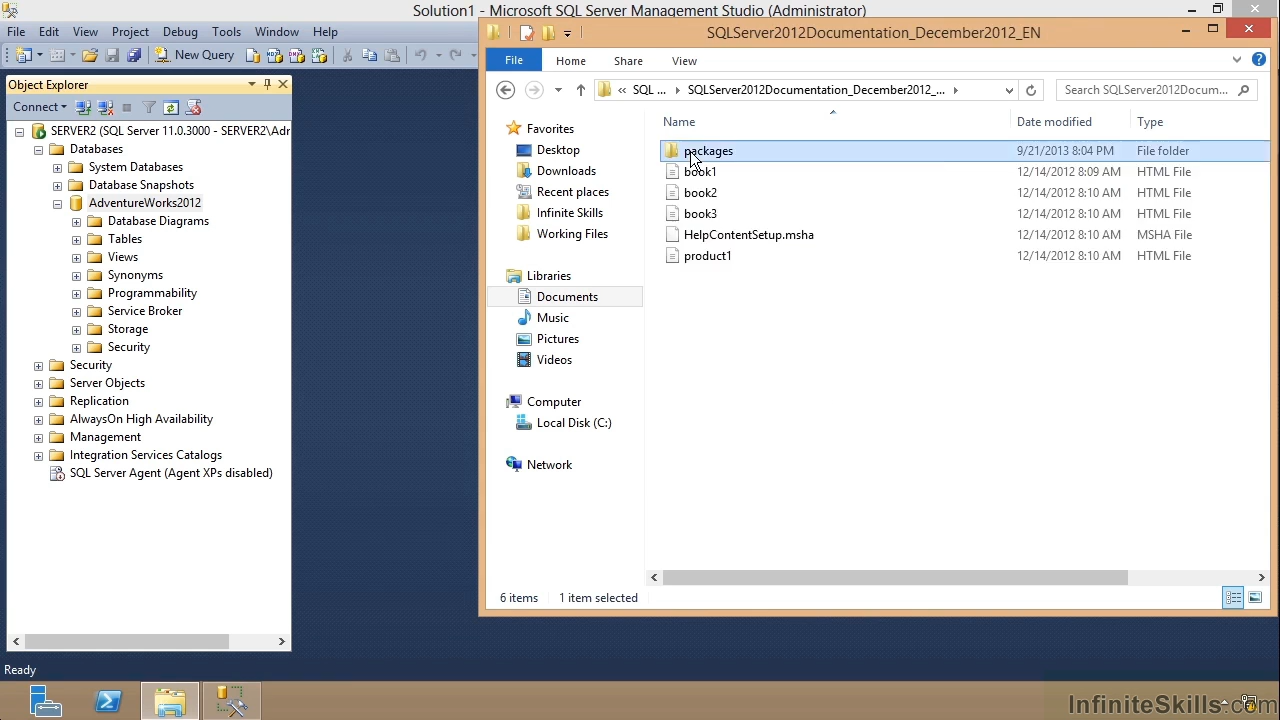 Solution1 - Microsoft SQL Server Management Studio (Administrator)
File Edit View Project Debug Tools Window Help
New Query
Object Explorer
Connect
SERVER2 (SQL Server 11.0.3000 - SERVER2\Adr
Databases
System Databases
Database Snapshots
AdventureWorks2012
Database Diagrams
Tables
Views
Synonyms
Programmability
Service Broker
Storage
Security
Security
Server Objects
Replication
AlwaysOn High Availability
Management
Integration Services Catalogs
SQL Server Agent (Agent XPs disabled)
Ready
SQLServer2012Documentation_December2012_EN
File Home Share View
« SQL ... SQLServer2012Documentation_December2012_... Search SQLServer2012Docum...
Favorites
Desktop
Downloads
Recent places
Infinite Skills
Working Files
Libraries
Documents
Music
Pictures
Videos
Computer
Local Disk (C:)
Network
Name Date modified Type
packages 9/21/2013 8:04 PM File folder
book1 12/14/2012 8:09 AM HTML File
book2 12/14/2012 8:10 AM HTML File
book3 12/14/2012 8:10 AM HTML File
HelpContentSetup.msha 12/14/2012 8:10 AM MSHA File
product1 12/14/2012 8:10 AM HTML File
6 items 1 item selected
InfiniteSkills.com